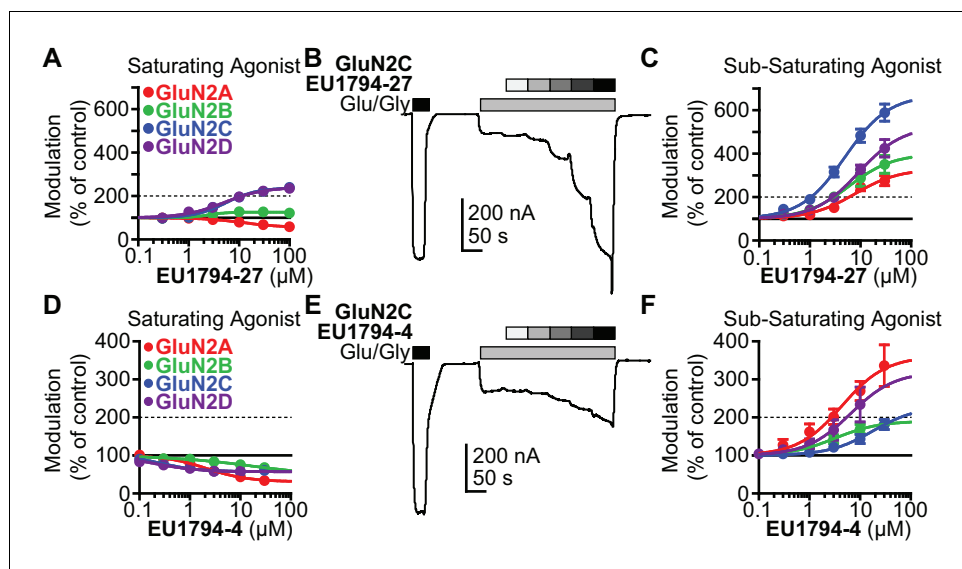 A
Saturating Agonist
600
400
200
0
Modulation
(% of control)
GluN2A
GluN2B
GluN2C
GluN2D
0.1
1
10
100
EU1794-27 (µM)
B
GluN2C
EU1794-27
Glu/Gly
200 nA
50 s
C
Sub-Saturating Agonist
600
400
200
0
Modulation
(% of control)
0.1
1
10
100
EU1794-27 (µM)
D
Saturating Agonist
400
300
200
100
0
Modulation
(% of control)
GluN2A
GluN2B
GluN2C
GluN2D
0.1
1
10
100
EU1794-4 (µM)
E
GluN2C
EU1794-4
Glu/Gly
200 nA
50 s
F
Sub-Saturating Agonist
400
300
200
100
0
Modulation
(% of control)
0.1
1
10
100
EU1794-4 (µM)